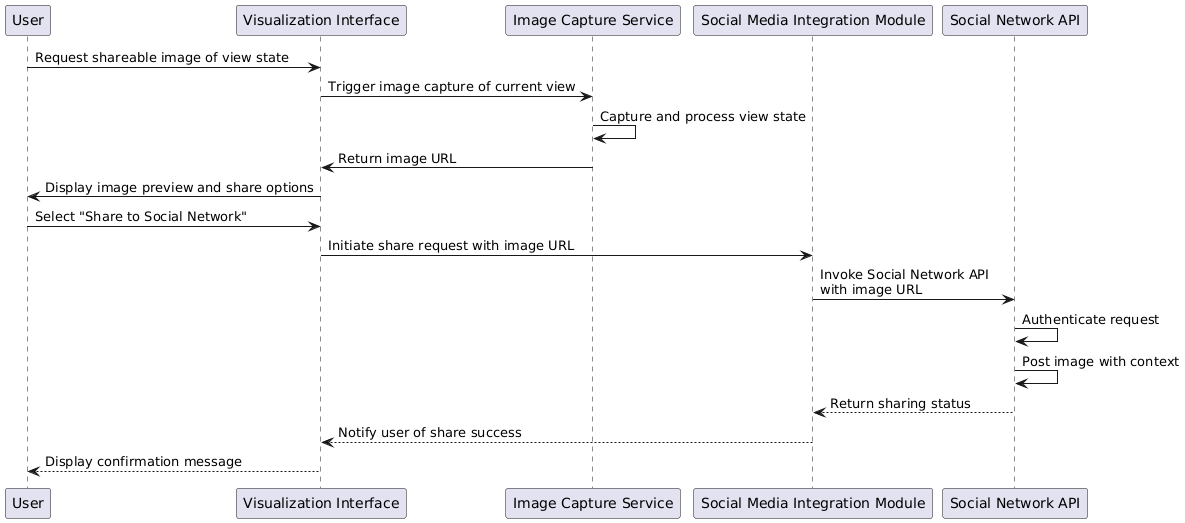 User
Visualization Interface
Image Capture Service
Social Media Integration Module
Social Network API
Request shareable image of view state
Trigger image capture of current view
Capture and process view state
Return image URL
Display image preview and share options
Select "Share to Social Network"
Initiate share request with image URL
Invoke Social Network API
with image URL
Authenticate request
Post image with context
Return sharing status
Notify user of share success
Display confirmation message
User
Visualization Interface
Image Capture Service
Social Media Integration Module
Social Network API